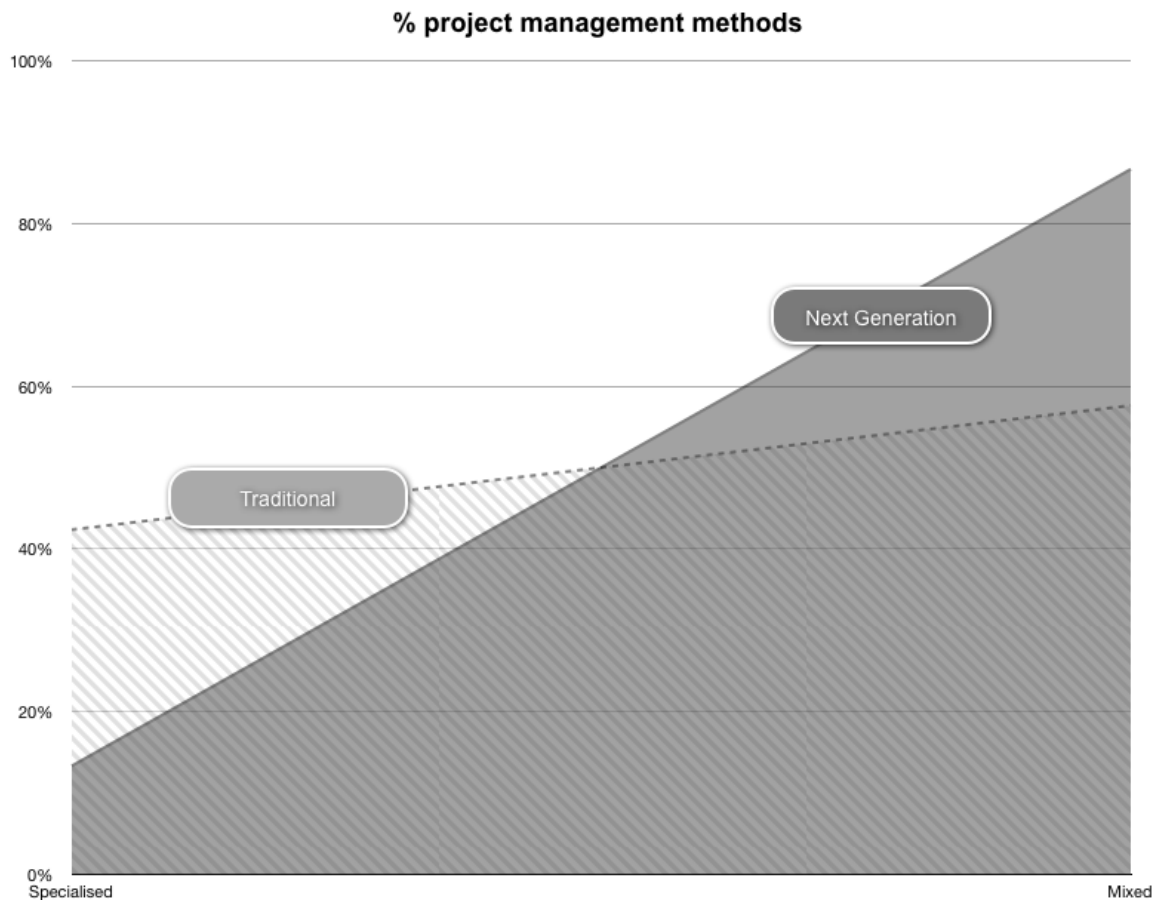 % project management methods
100%
80%
Next Generation
60%
Traditional
40%
20%
0%
Specialised
Mixed